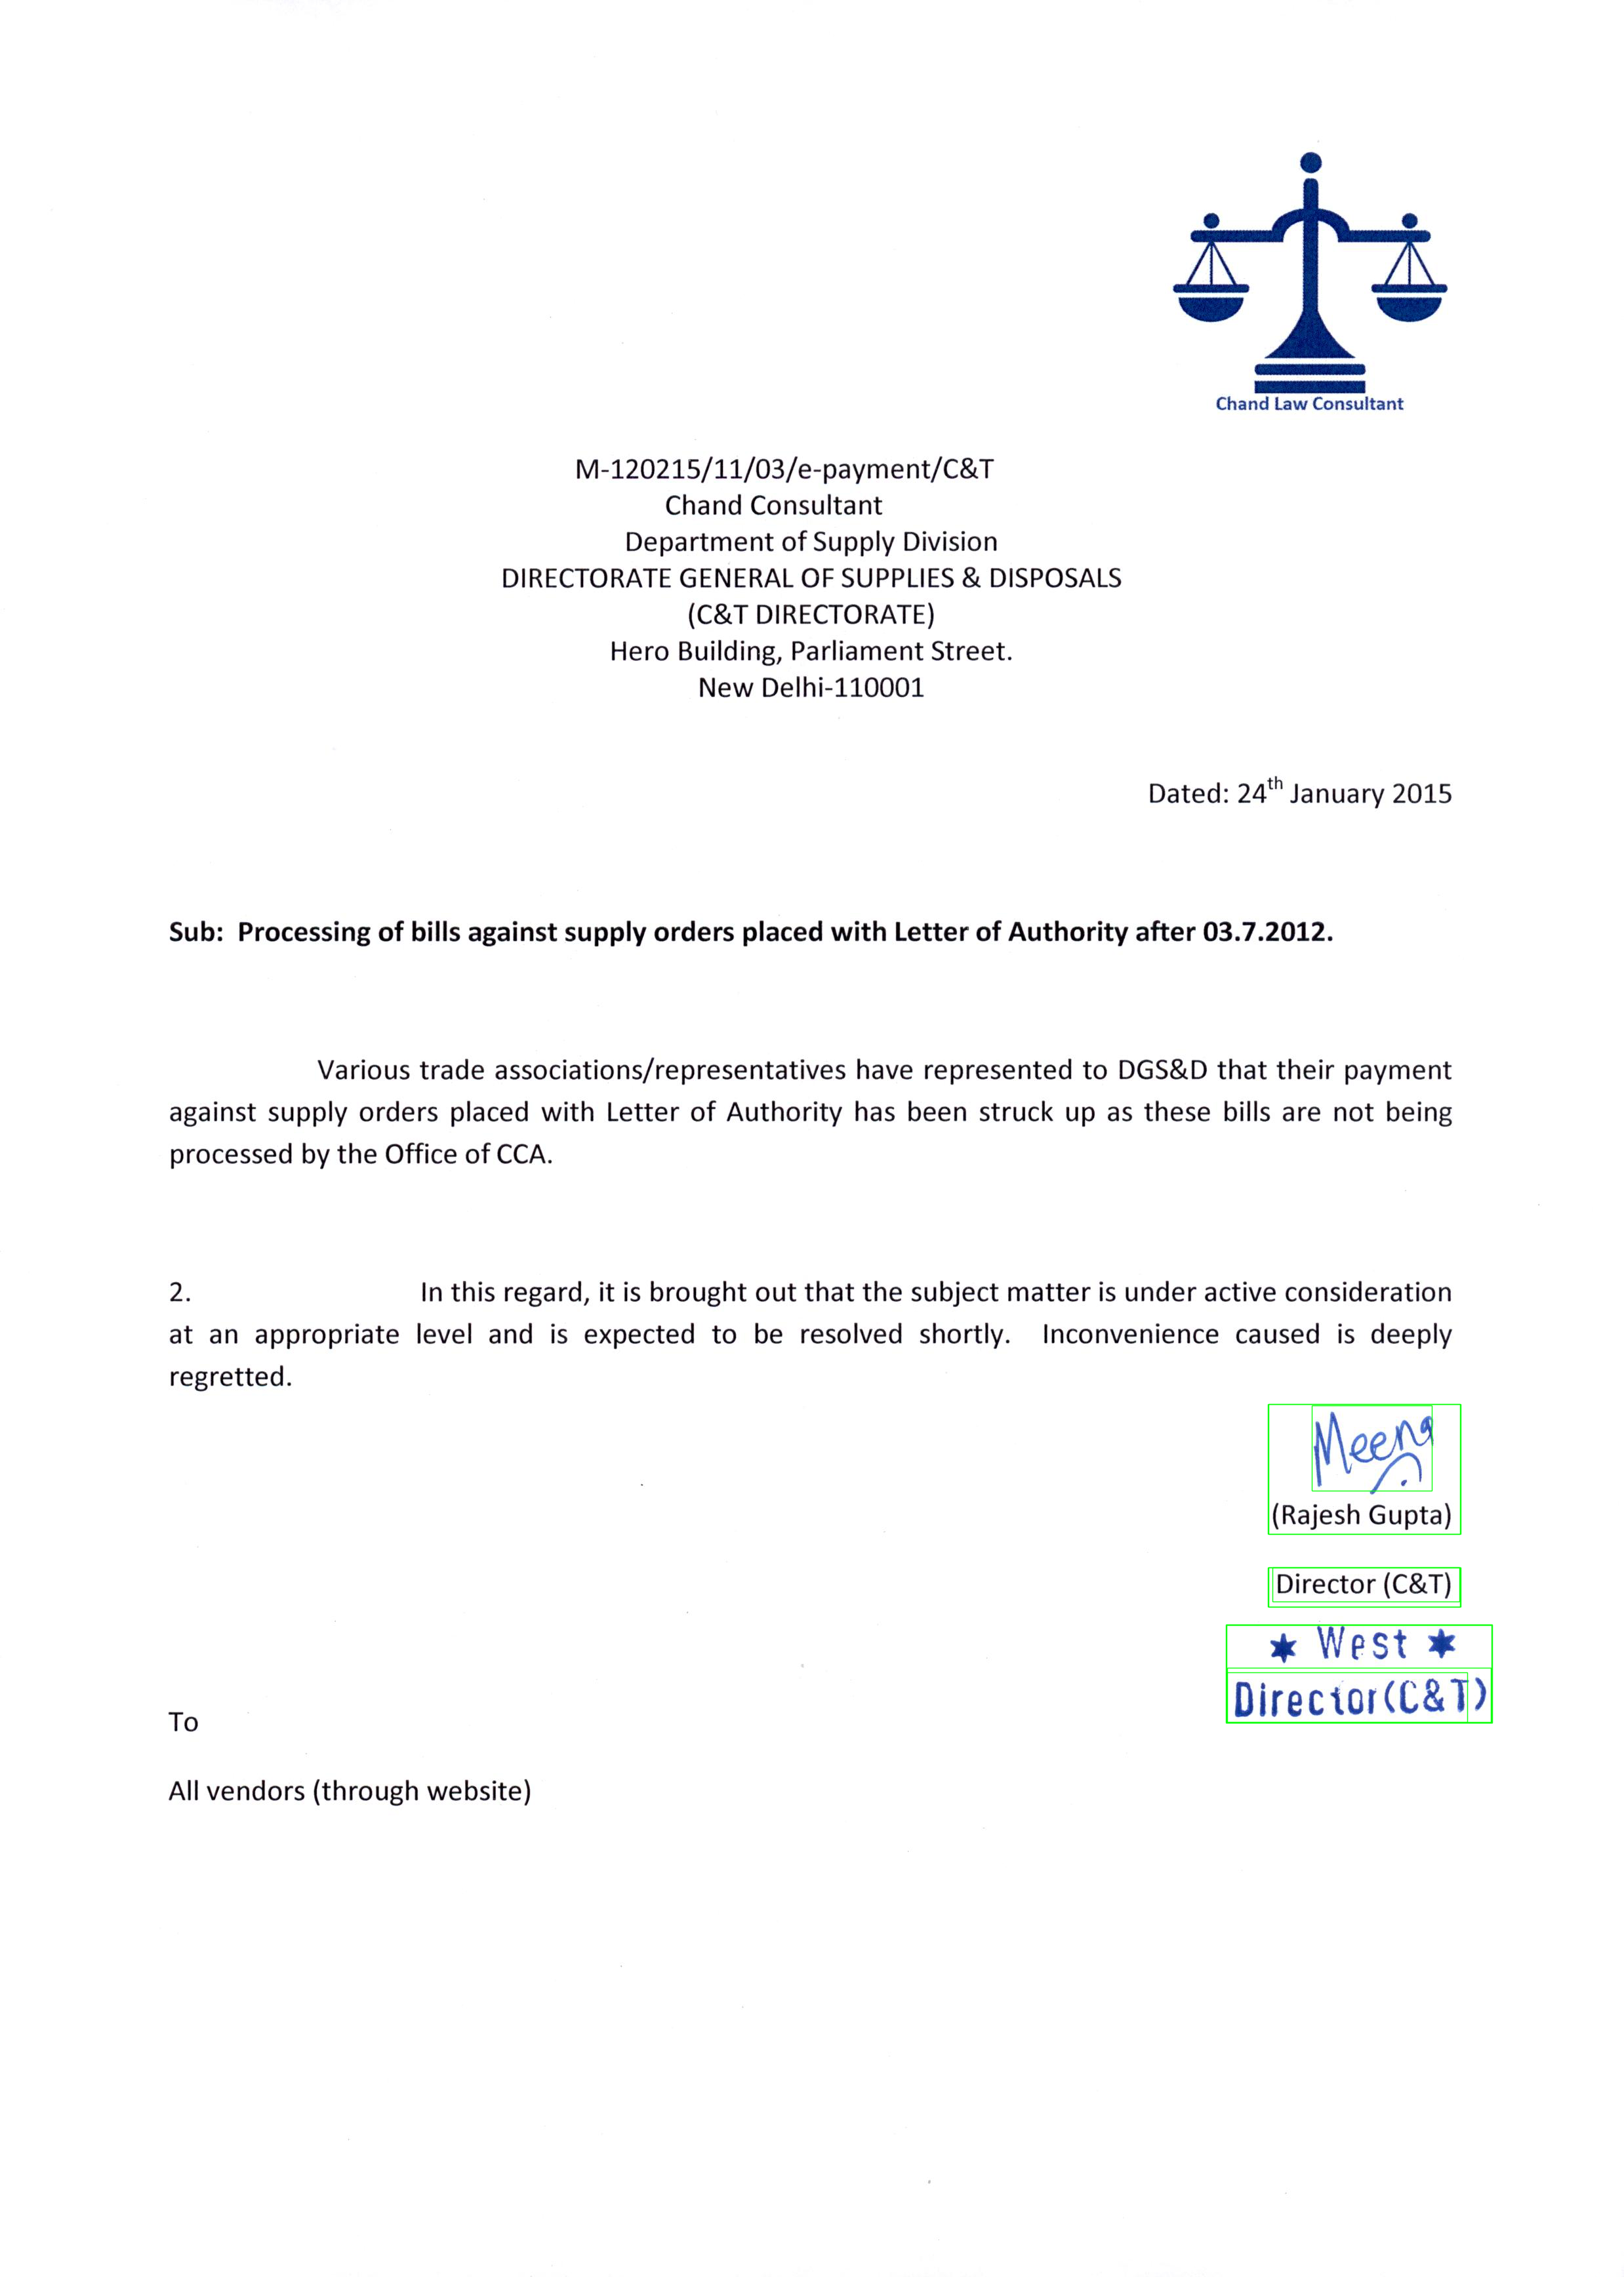 Chand Law Consultant
M-120215/11/03/e-payment/C&T
Chand Consultant
Department of Supply Division
DIRECTORATE GENERAL OF SUPPLIES & DISPOSALS
(C&T DIRECTORATE)
Hero Building, Parliament Street.
New Delhi-110001
Dated: 24th January 2015
Sub: Processing of bills against supply orders placed with Letter of Authority after 03.7.2012.
Various trade associations/representatives have represented to DGS&D that their payment
against supply orders placed with Letter of Authority has been struck up as these bills are not being
processed by the Office of CCA.
2. In this regard, it is brought out that the subject matter is under active consideration
at an appropriate level and is expected to be resolved shortly. Inconvenience caused is deeply
regretted.
Meena
(Rajesh Gupta)
Director (C&T)
★ West ★
Director(C&T)
To
All vendors (through website)